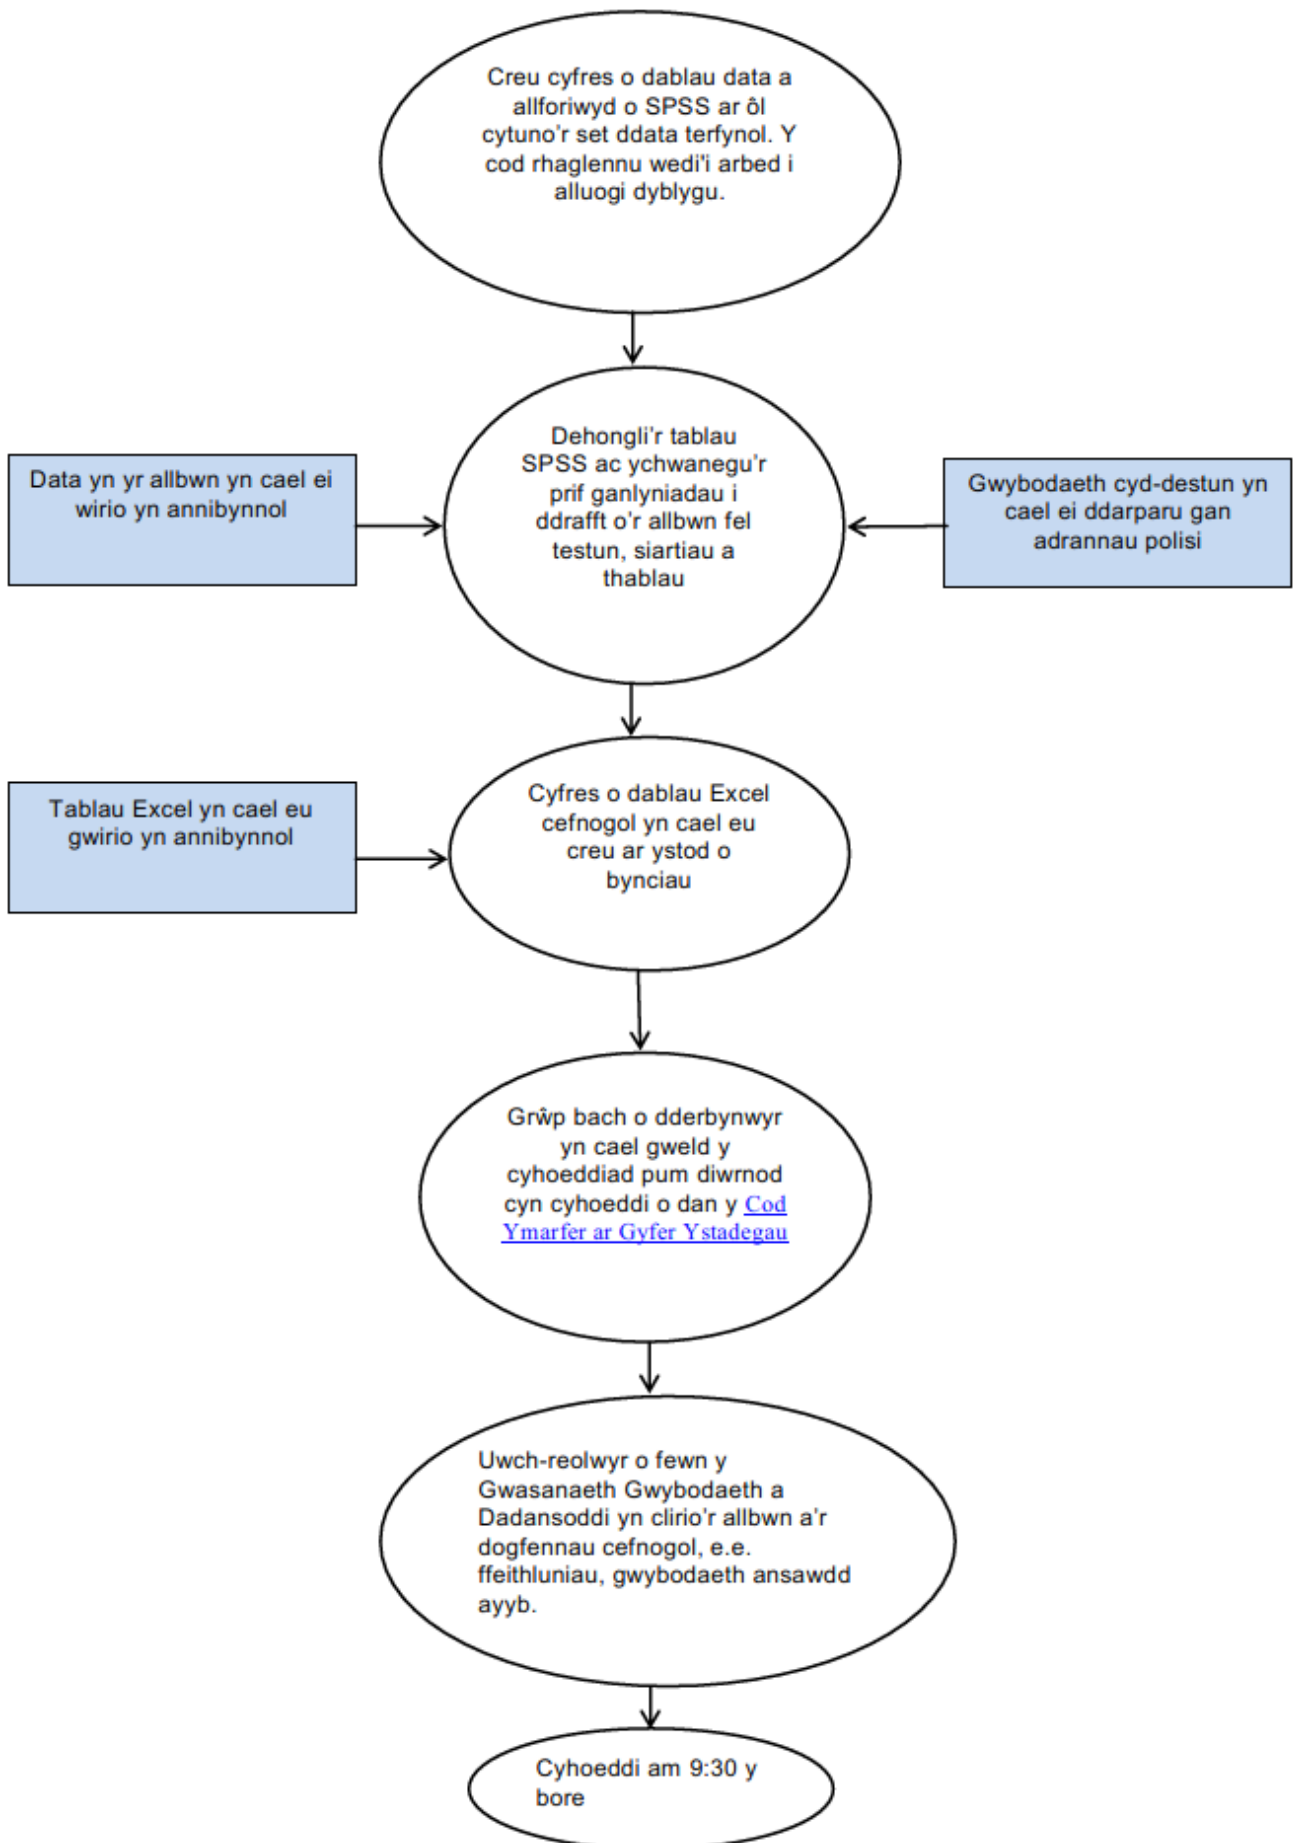 Creu cyfres o dablau data a
allforiwyd o SPSS ar ôl
cytuno'r set ddata terfynol. Y
cod rhaglennu wedi'i arbed i
alluogi dyblygu.
Data yn yr allbwn yn cael ei
wirio yn annibynnol
Dehongli'r tablau
SPSS ac ychwanegu'r
prif ganlyniadau i
ddrafft o'r allbwn fel
testun, siartiau a
thablau
Gwybodaeth cyd-destun yn
cael ei ddarparu gan
adrannau polisi
Tablau Excel yn cael eu
gwirio yn annibynnol
Cyfres o dablau Excel
cefnogol yn cael eu
creu ar ystod o
bynciau
Grŵp bach o dderbynwyr
yn cael gweld y
cyhoeddiad pum diwrnod
cyn cyhoeddi o dan y Cod
Ymarfer ar Gyfer Ystadegau
Uwch-reolwyr o fewn y
Gwasanaeth Gwybodaeth a
Dadansoddi yn clirio'r allbwn a'r
dogfennau cefnogol, e.e.
ffeithluniau, gwybodaeth ansawdd
ayyb.
Cyhoeddi am 9:30 y
bore